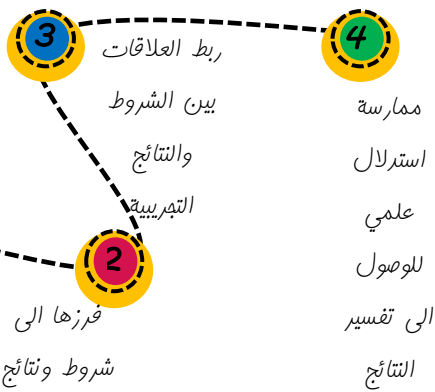 3
ربط العلاقات
بين الشروط
والنتائج
التجريبية
4
ممارسة
استرلال
علمي
للوصول
الى تفسير
النتائج
2
فرزها الى
شروط ونتائج